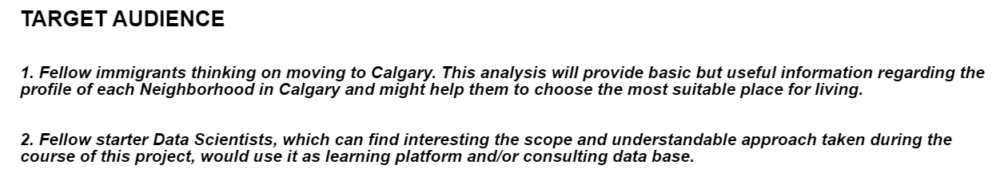 TARGET AUDIENCE
1. Fellow immigrants thinking on moving to Calgary. This analysis will provide basic but useful information regarding the
profile of each Neighborhood in Calgary and might help them to choose the most suitable place for living.
2. Fellow starter Data Scientists, which can find interesting the scope and understandable approach taken during the
course of this project, would use it as learning platform and/or consulting data base.